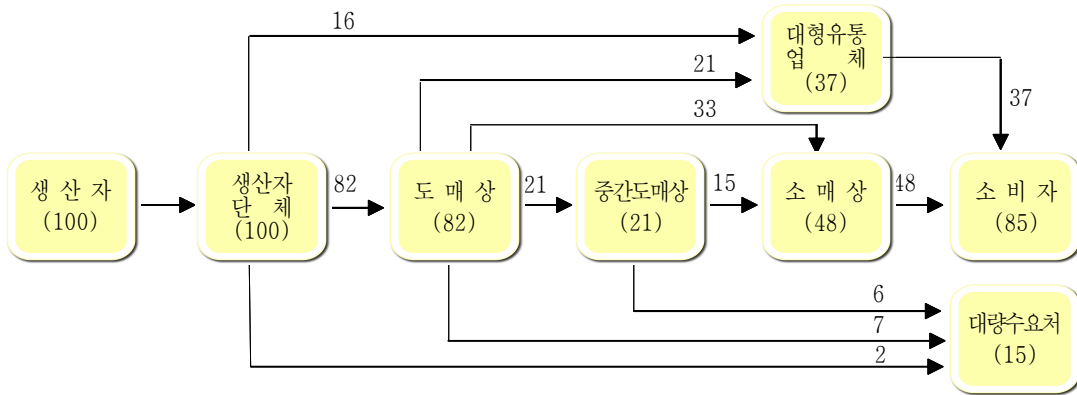 16
대형유통
업 체
(37)
21
33
37
생 산 자
(100)
생산자
단 체
(100)
82
도 매 상
(82)
21
중간도매상
(21)
15
소 매 상
(48)
48
소 비 자
(85)
6
7
2
대량수요처
(15)